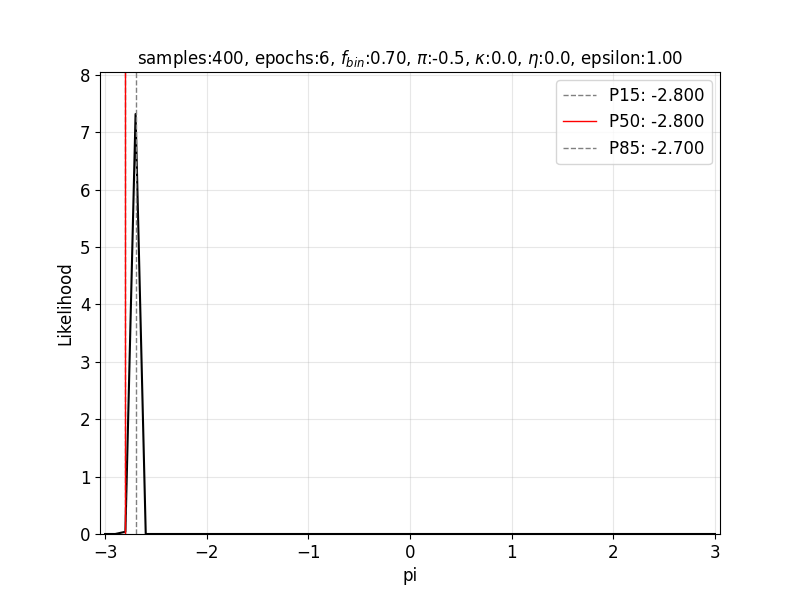 samples:400, epochs:6, f_bin:0.70, π:-0.5, κ:0.0, η:0.0, epsilon:1.00
P15: -2.800
P50: -2.800
P85: -2.700
8
7
6
5
4
3
2
1
0
Likelihood
−3 −2 −1 0 1 2 3
pi